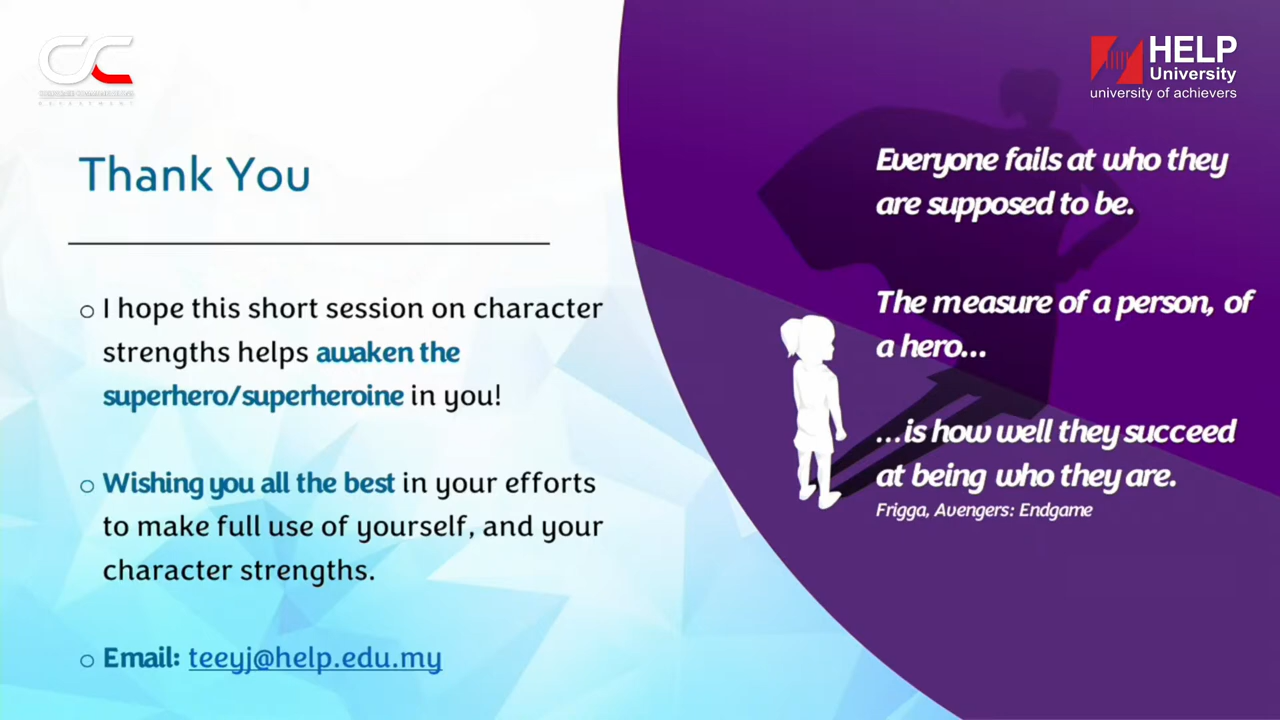 HELP
University
university of achievers
Thank You
I hope this short session on character
strengths helps awaken the
superhero/superheroine in you!
Wishing you all the best in your efforts
to make full use of yourself, and your
character strengths.
Email: teeyj@help.edu.my
Everyone fails at who they
are supposed to be.
The measure of a person, of
a hero...
...is how well they succeed
at being who they are.
Frigga, Avengers: Endgame